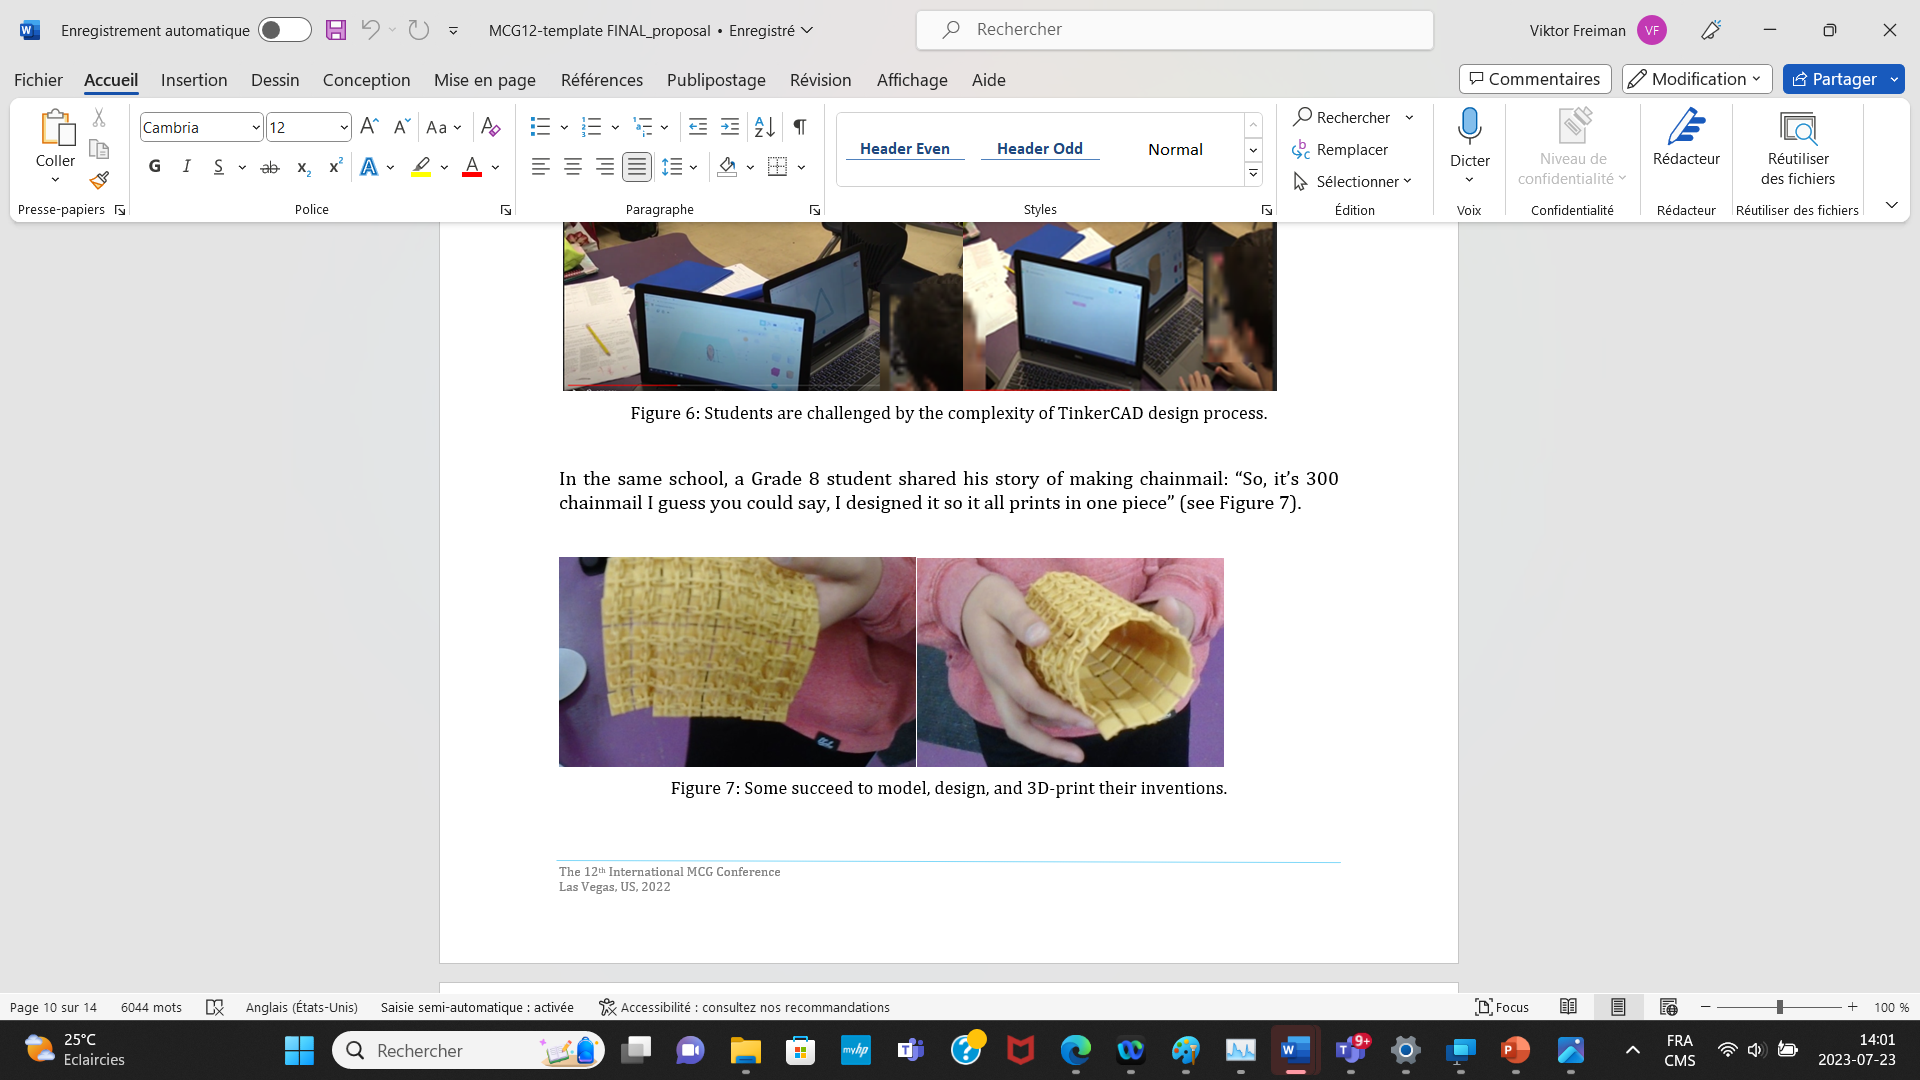 Enregistrement automatique
MCG12-template FINAL_proposal • Enregistré
Rechercher
Viktor Freiman
VF
Fichier
Accueil
Insertion
Dessin
Conception
Mise en page
Références
Publipostage
Révision
Affichage
Aide
Commentaires
Modification
Partager
Coller
Presse-papiers
Cambria
12
Aa
G I S ab x₂ x²
A A
Police
Paragraphe
Header Even
Header Odd
Normal
Styles
Rechercher
Remplacer
Sélectionner
Édition
Dicter
Voix
Niveau de
confidentialité
Confidentialité
Rédacteur
Rédacteur
Réutiliser
des fichiers
Réutiliser des fichiers
Figure 6: Students are challenged by the complexity of TinkerCAD design process.
In the same school, a Grade 8 student shared his story of making chainmail: “So, it’s 300
chainmail I guess you could say, I designed it so it all prints in one piece” (see Figure 7).
Figure 7: Some succeed to model, design, and 3D-print their inventions.
The 12th International MCG Conference
Las Vegas, US, 2022
Page 10 sur 14
6044 mots
Anglais (États-Unis)
Saisie semi-automatique : activée
Accessibilité : consultez nos recommandations
Focus
100 %
25°C
Eclaircies
Rechercher
myhp
9+
FRA
CMS
14:01
2023-07-23